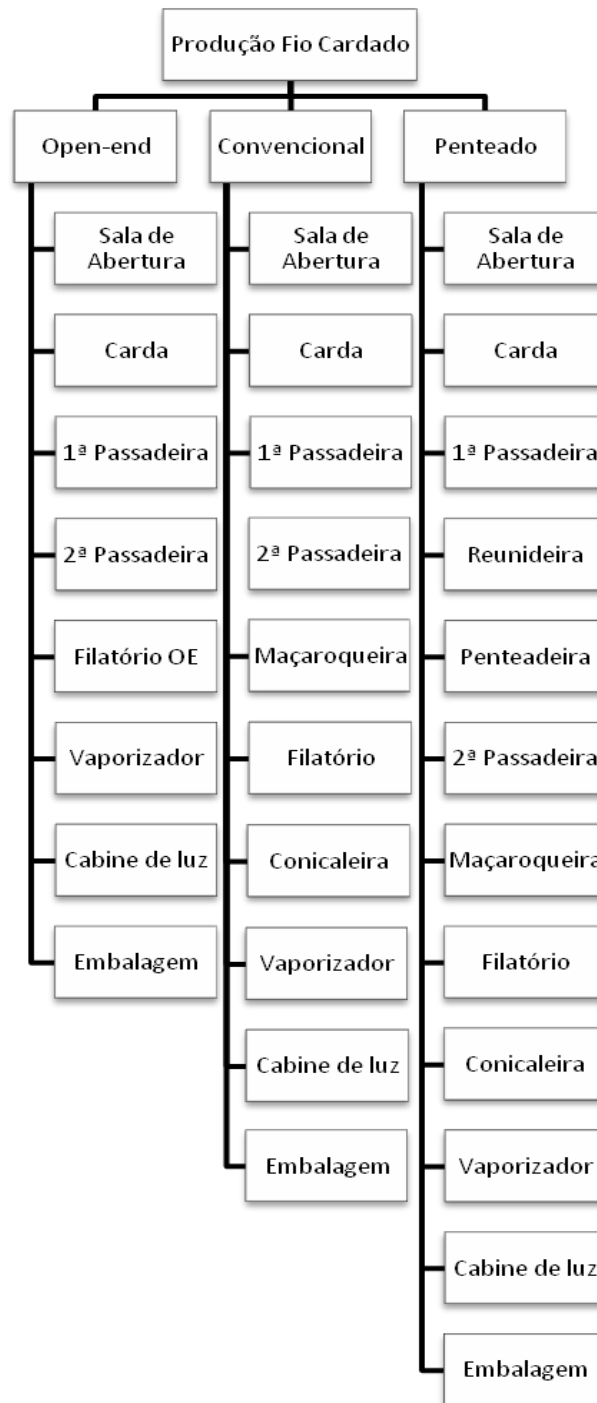 Produção Fio Cardado
Open-end
Sala de
Abertura
Carda
1ª Passadeira
2ª Passadeira
Filatório OE
Vaporizador
Cabine de luz
Embalagem
Convencional
Sala de
Abertura
Carda
1ª Passadeira
2ª Passadeira
Maçaroqueira
Filatório
Conicaleira
Vaporizador
Cabine de luz
Embalagem
Penteado
Sala de
Abertura
Carda
1ª Passadeira
Reunideira
Penteadeira
2ª Passadeira
Maçaroqueira
Filatório
Conicaleira
Vaporizador
Cabine de luz
Embalagem